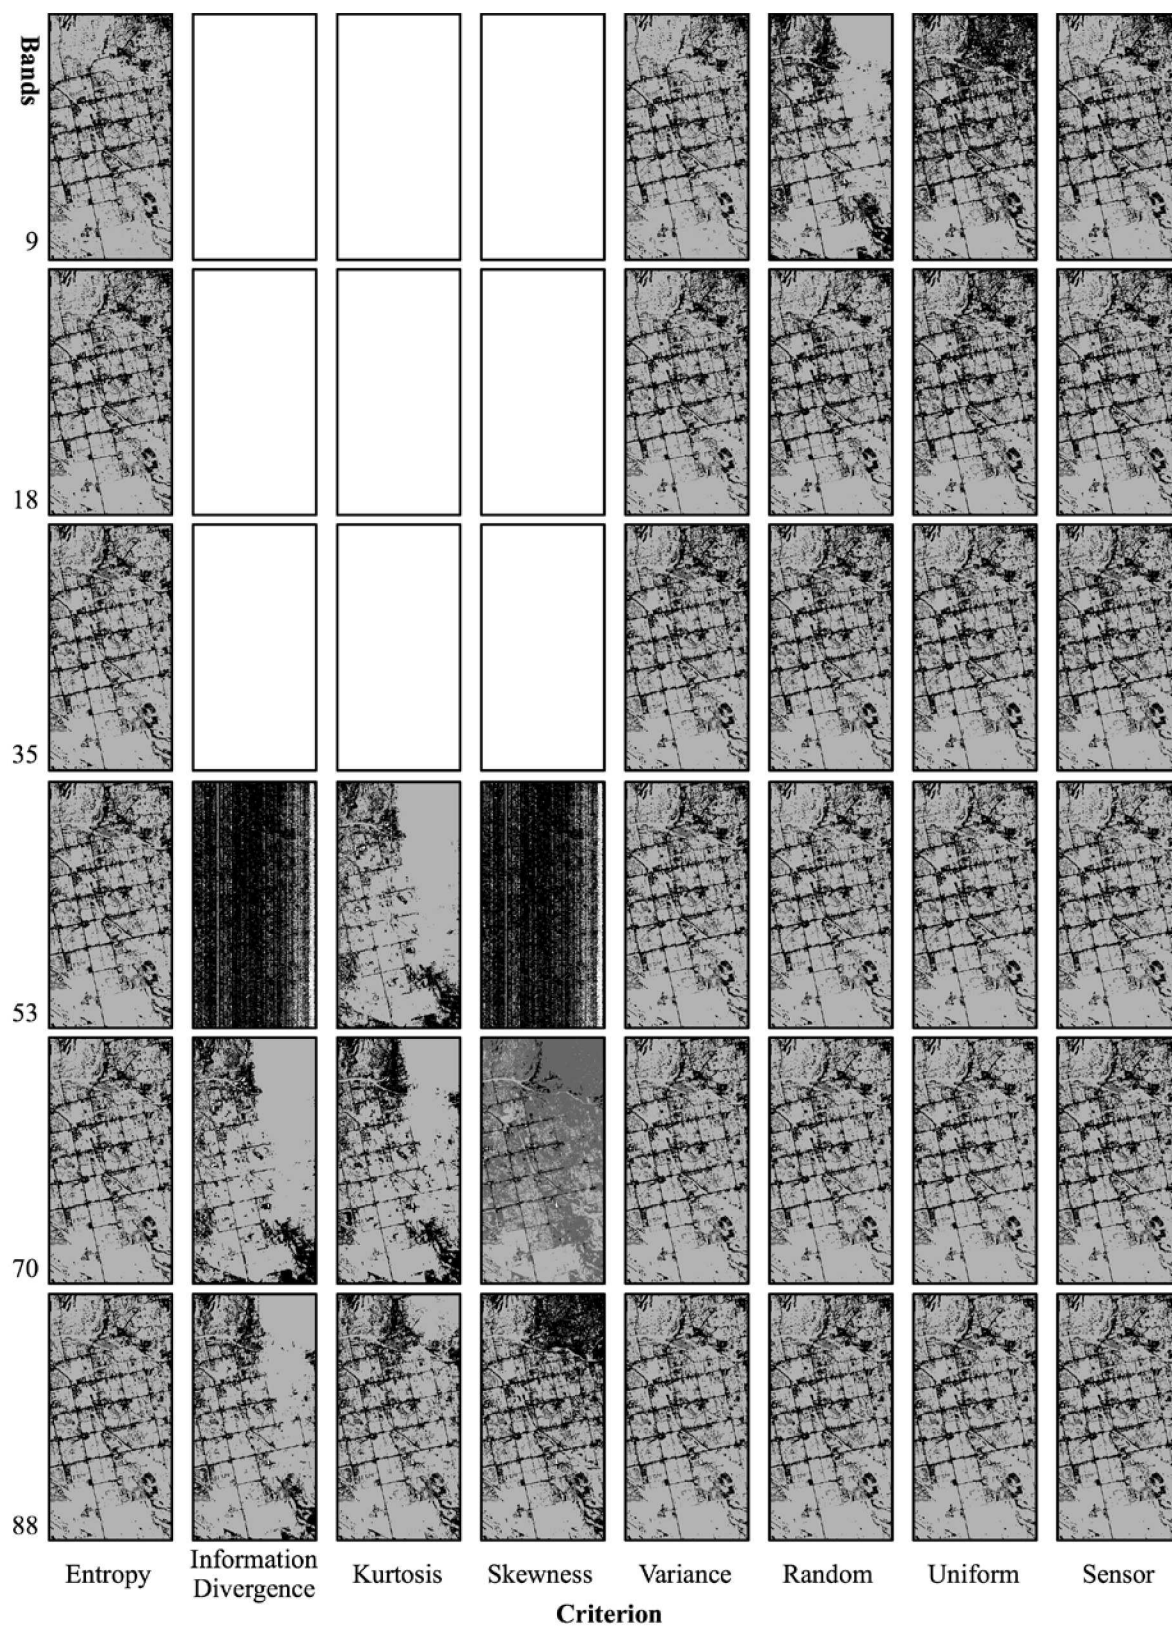 Bands
9
18
35
53
70
88
Entropy
Information
Divergence
Kurtosis
Skewness
Variance
Random
Uniform
Sensor
Criterion